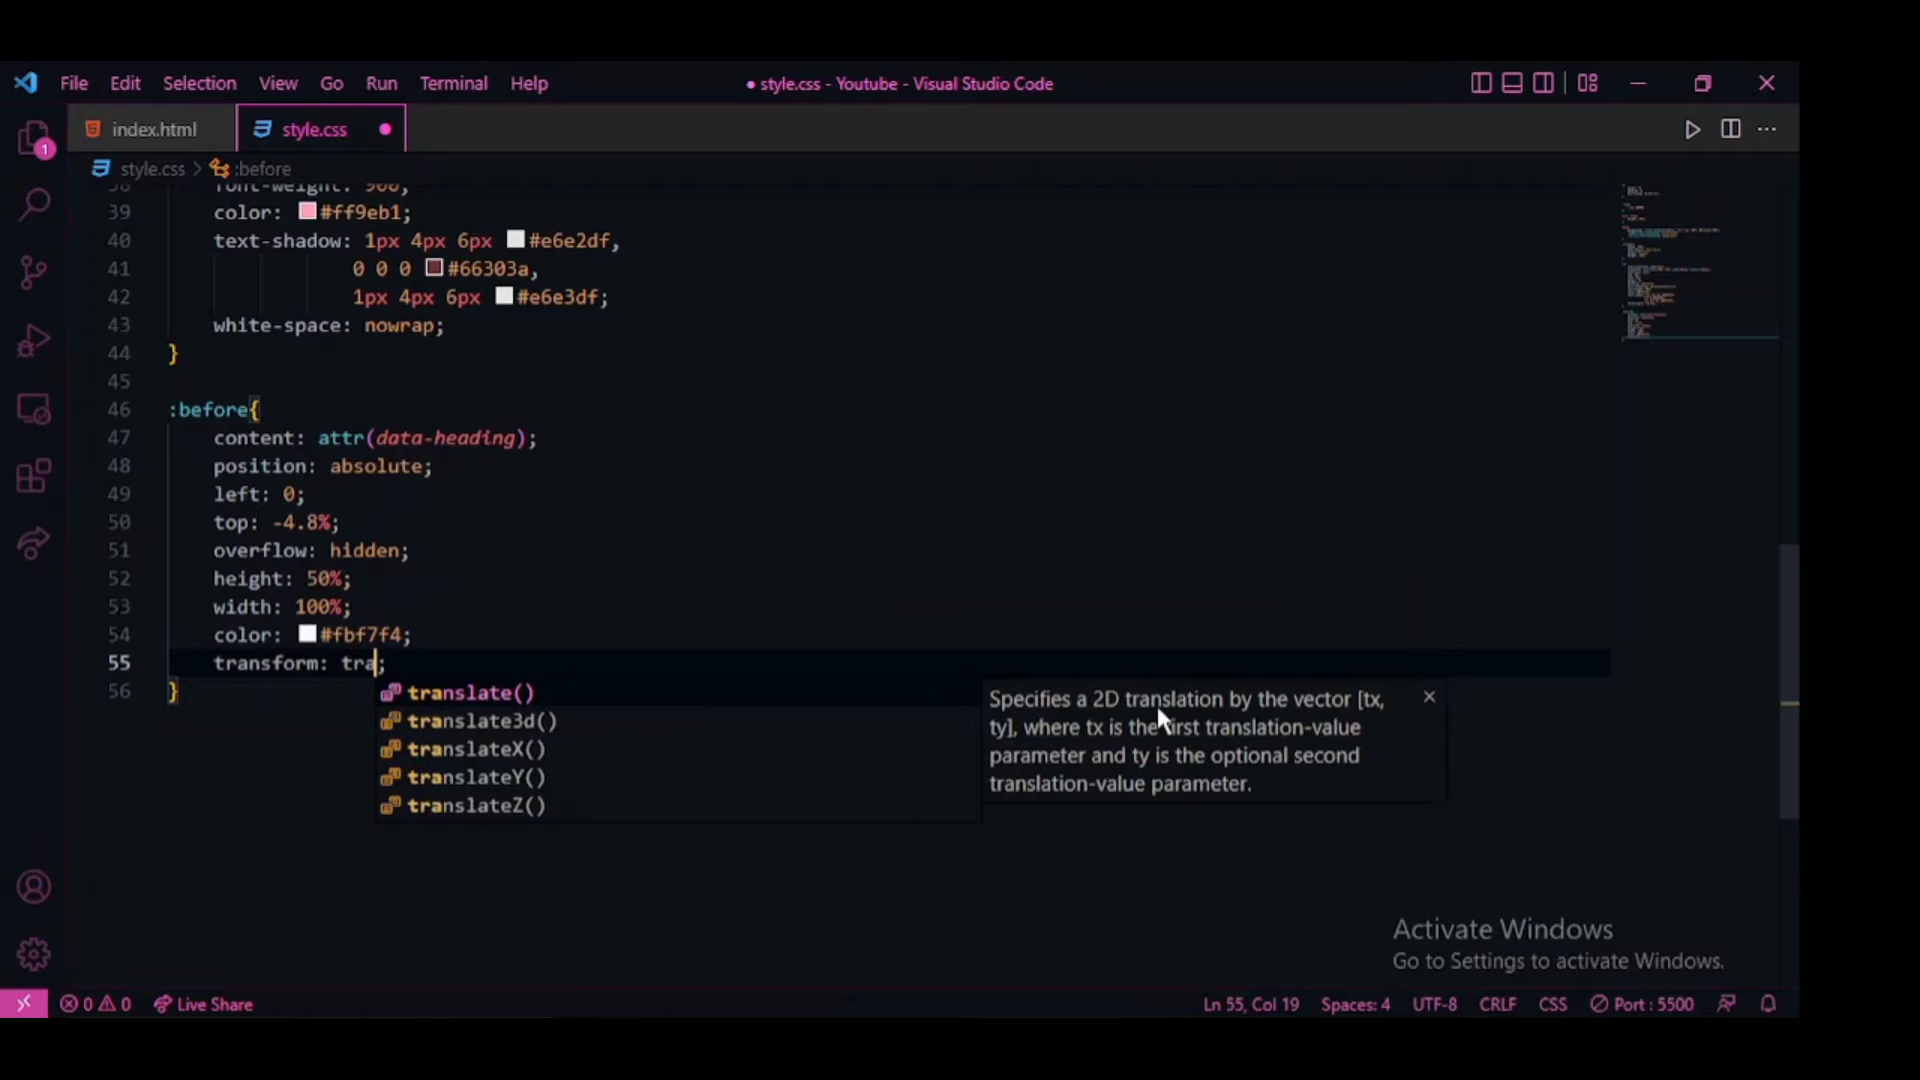 File Edit Selection View Go Run Terminal Help
● style.css - Youtube - Visual Studio Code
index.html
style.css ●
style.css > :before
38 font-weight: 900;
39 color: #ff9eb1;
40 text-shadow: 1px 4px 6px #e6e2df,
41 0 0 0 #66303a,
42 1px 4px 6px #e6e3df;
43 white-space: nowrap;
44 }
45
46 :before{
47 content: attr(data-heading);
48 position: absolute;
49 left: 0;
50 top: -4.8%;
51 overflow: hidden;
52 height: 50%;
53 width: 100%;
54 color: #fbf7f4;
55 transform: tra;
56 }
translate()
translate3d()
translateX()
translateY()
translateZ()
Specifies a 2D translation by the vector [tx,
ty], where tx is the first translation-value
parameter and ty is the optional second
translation-value parameter.
1
Activate Windows
Go to Settings to activate Windows.
0 0 Live Share
Ln 55, Col 19 Spaces: 4 UTF-8 CRLF CSS Port : 5500